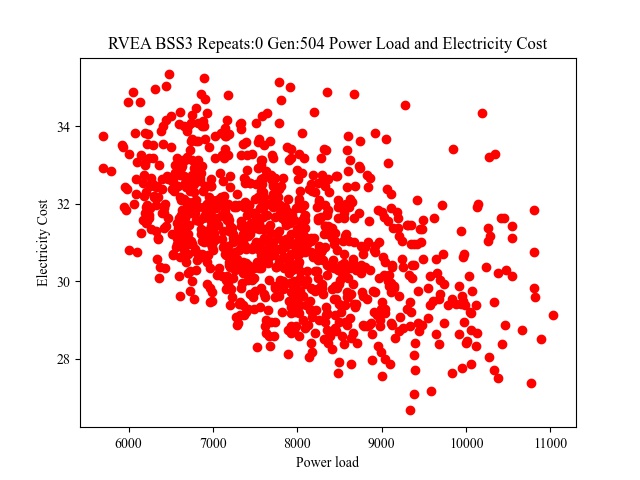 RVEA BSS3 Repeats:0 Gen:504 Power Load and Electricity Cost
Electricity Cost
34
32
30
28
6000 7000 8000 9000 10000 11000
Power load